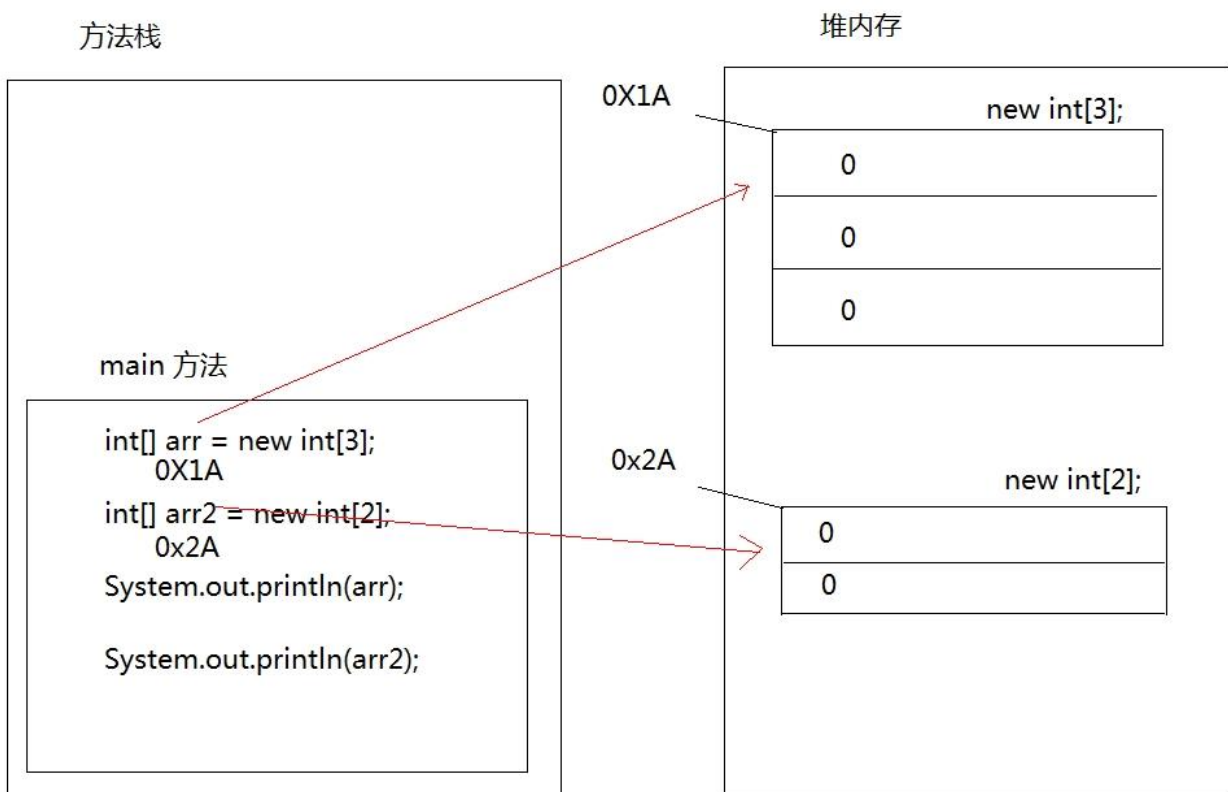 方法栈
堆内存
0X1A
new int[3];
0
0
0
main 方法
int[] arr = new int[3];
0X1A
int[] arr2 = new int[2];
0x2A
System.out.println(arr);
System.out.println(arr2);
0x2A
new int[2];
0
0